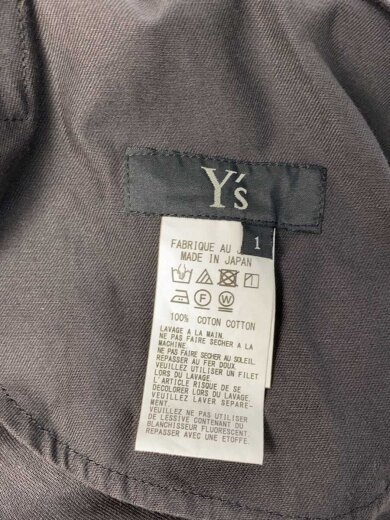 Y's
1
FABRIQUE AU J
MADE IN JAPAN
F
W
100% COTON COTTON
LAVAGE A LA MAIN.
NE PAS FAIRE SECHER A LA
MACHINE.
NE PAS FAIRE SECHER AU SOLEIL
REPASSER AU FER DOUX.
VEUILLEZ UTILISER UN FILET
LORS DU LAVAGE.
L'ARTICLE RISQUE DE SE
DECOLORER LORS DU LAVAGE.
VEUILLEZ LAVER SEPARE-
MENT.
VEUILLEZ NE PAS UTILISER
DE LESSIVE CONTENANT DU
BLANCHISSEUR FLUORESCENT
REPASSER AVEC UNE ETOFFE.